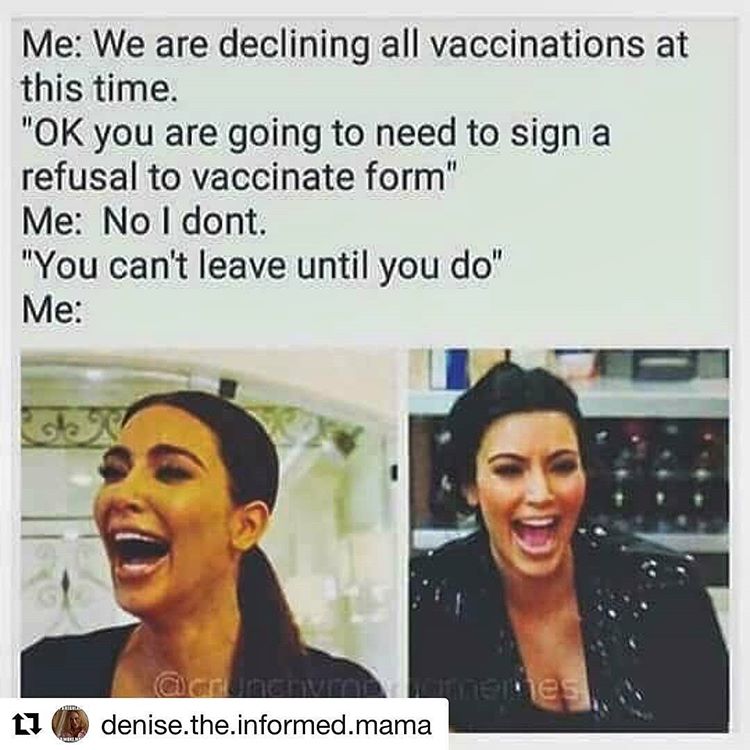 Me: We are declining all vaccinations at
this time.
"OK you are going to need to sign a
refusal to vaccinate form"
Me:  No I dont.
"You can't leave until you do"
Me:
denise.the.informed.mama